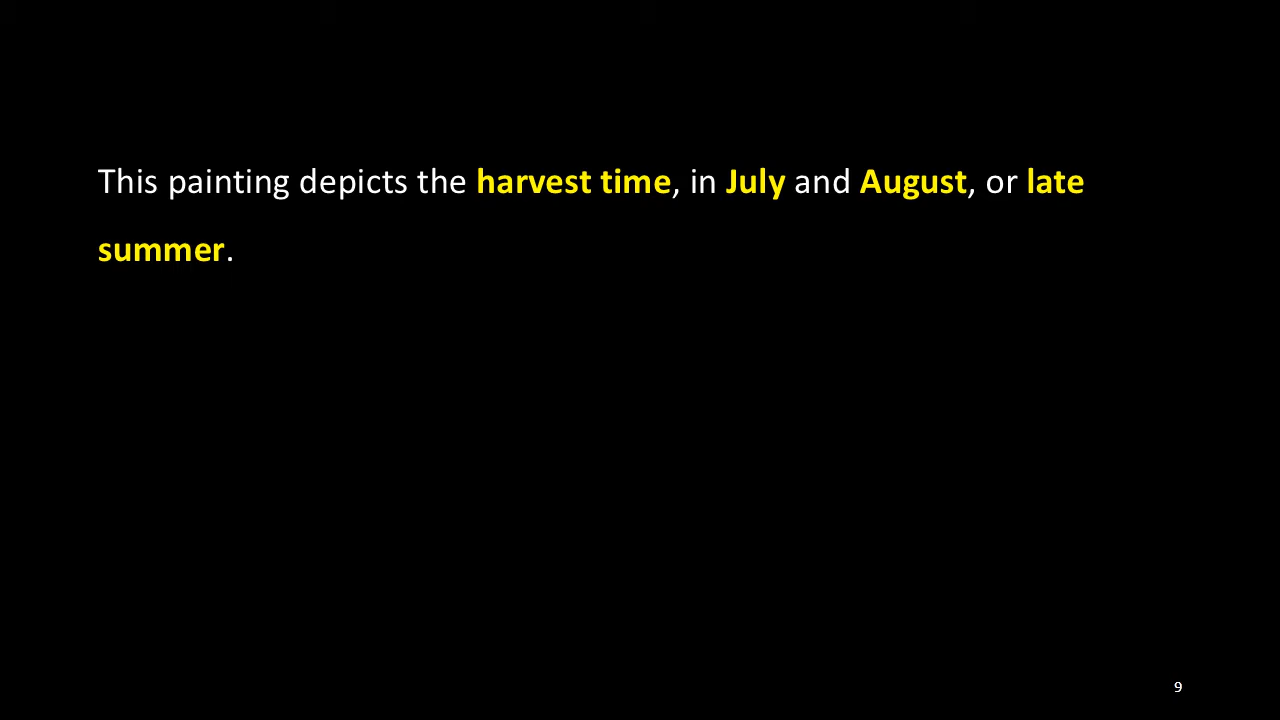 This painting depicts the harvest time, in July and August, or late
summer.
9